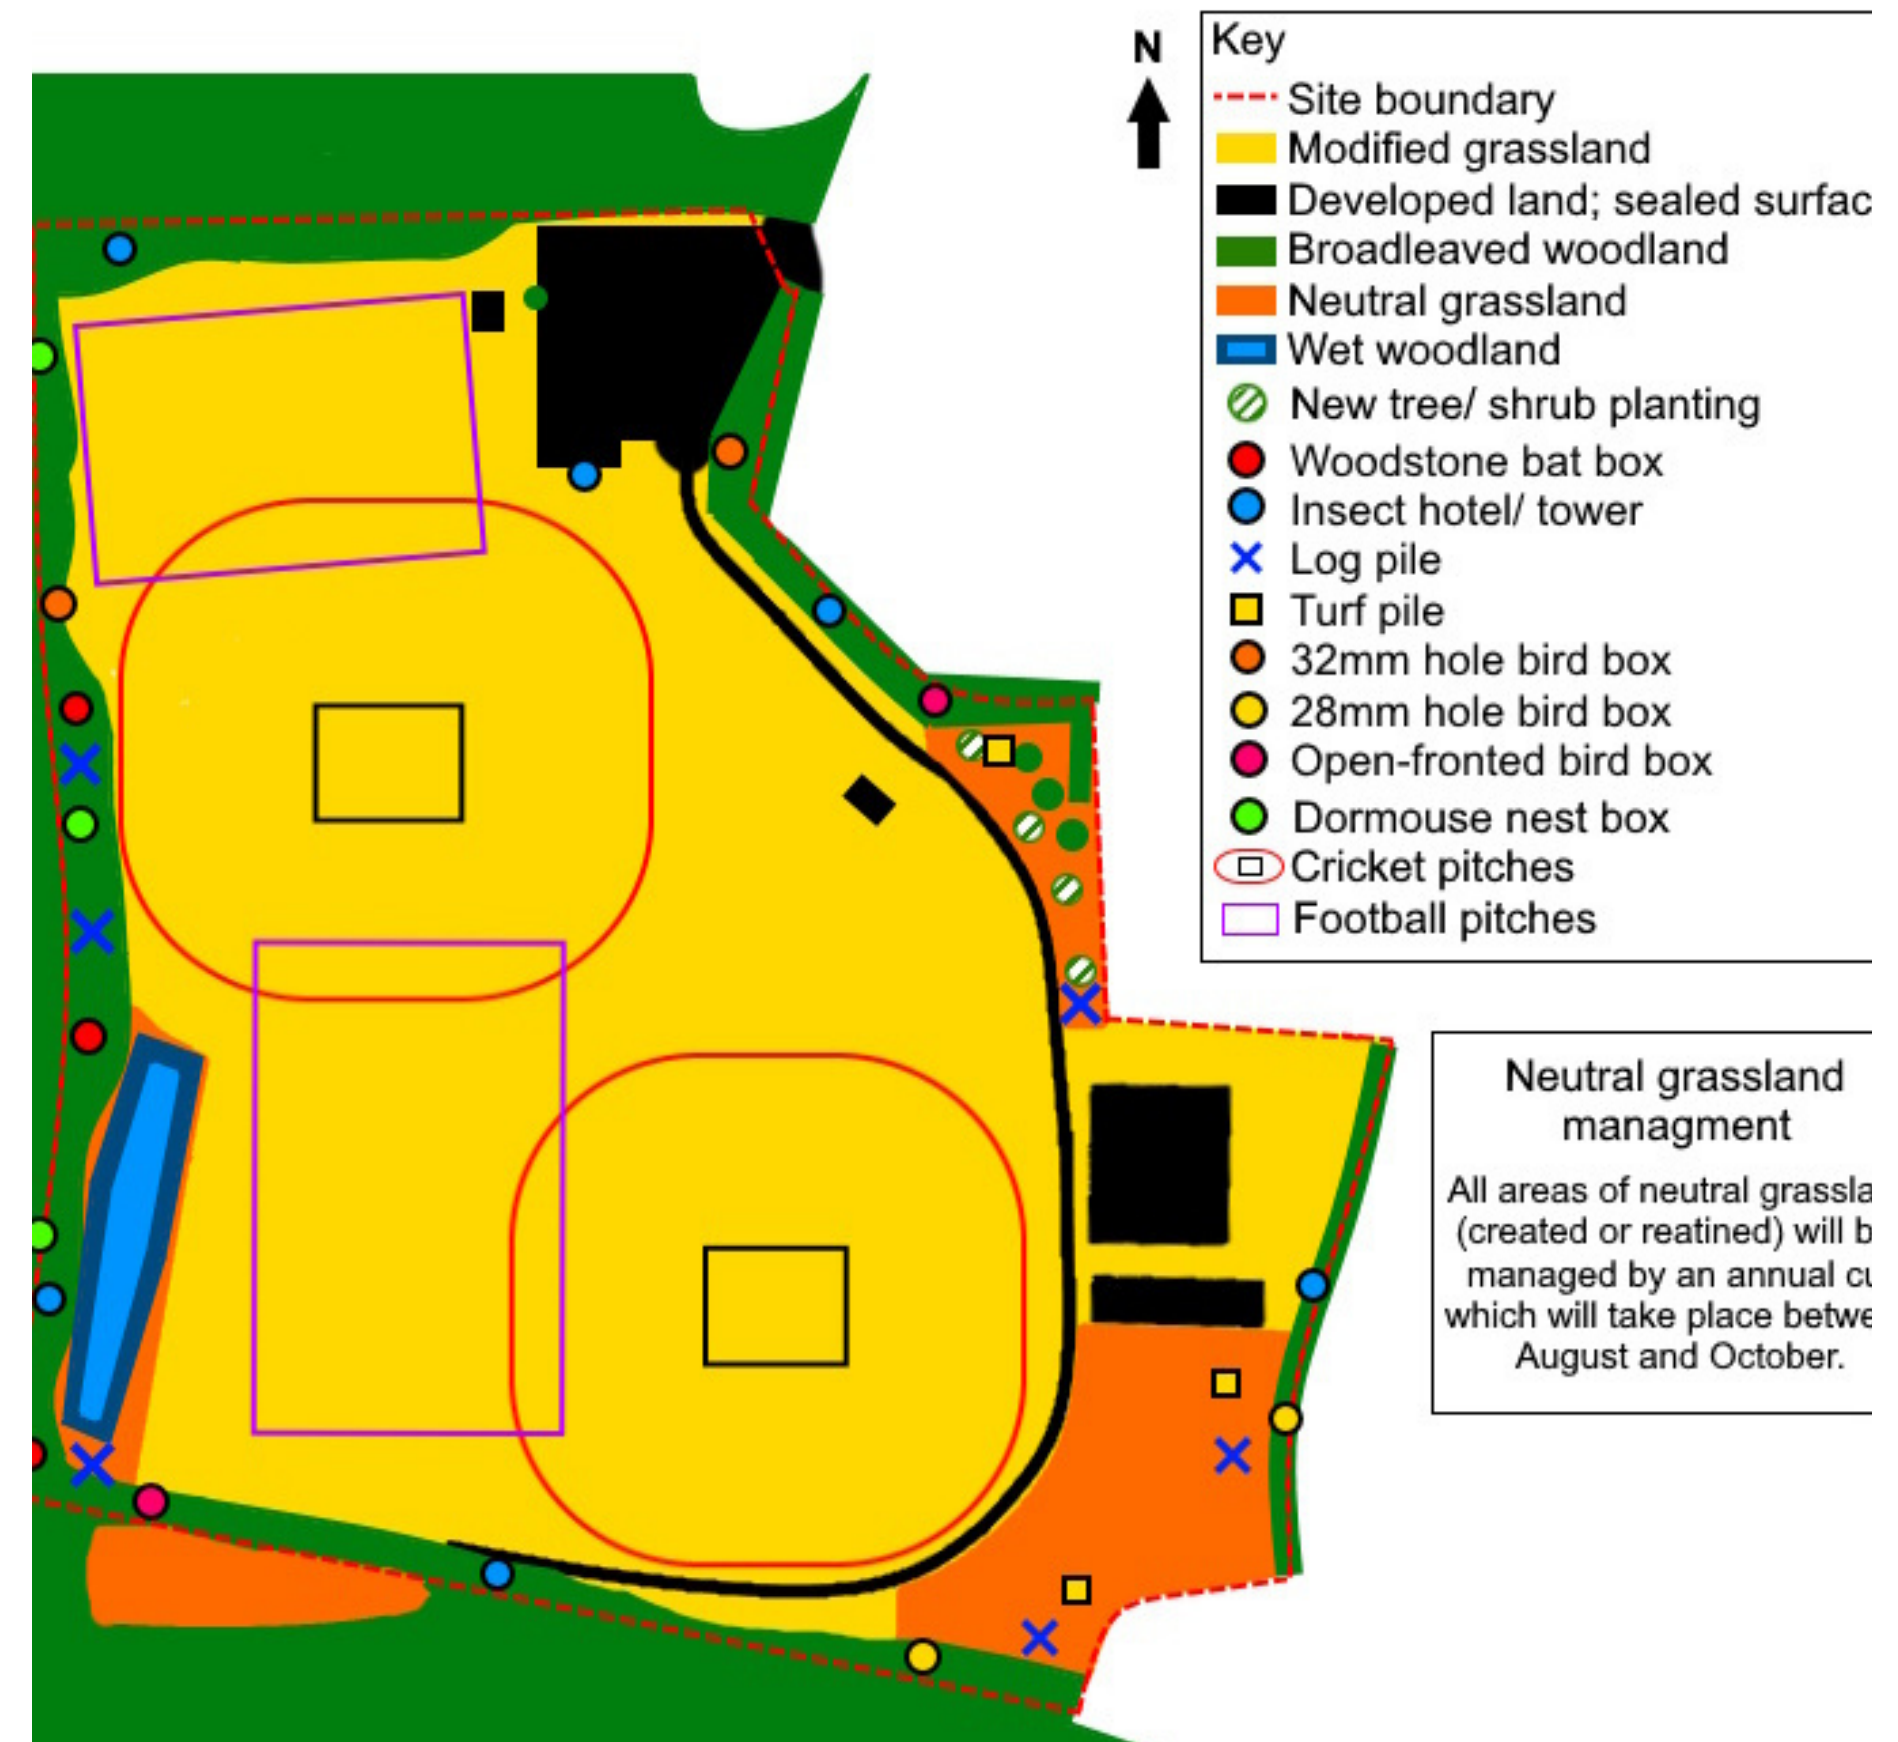 N
Key
Site boundary
Modified grassland
Developed land; sealed surfac
Broadleaved woodland
Neutral grassland
Wet woodland
New tree/ shrub planting
Woodstone bat box
Insect hotel/ tower
Log pile
Turf pile
32mm hole bird box
28mm hole bird box
Open-fronted bird box
Dormouse nest box
Cricket pitches
Football pitches
Neutral grassland
managment
All areas of neutral grassla
(created or reatined) will b
managed by an annual cu
which will take place betwe
August and October.